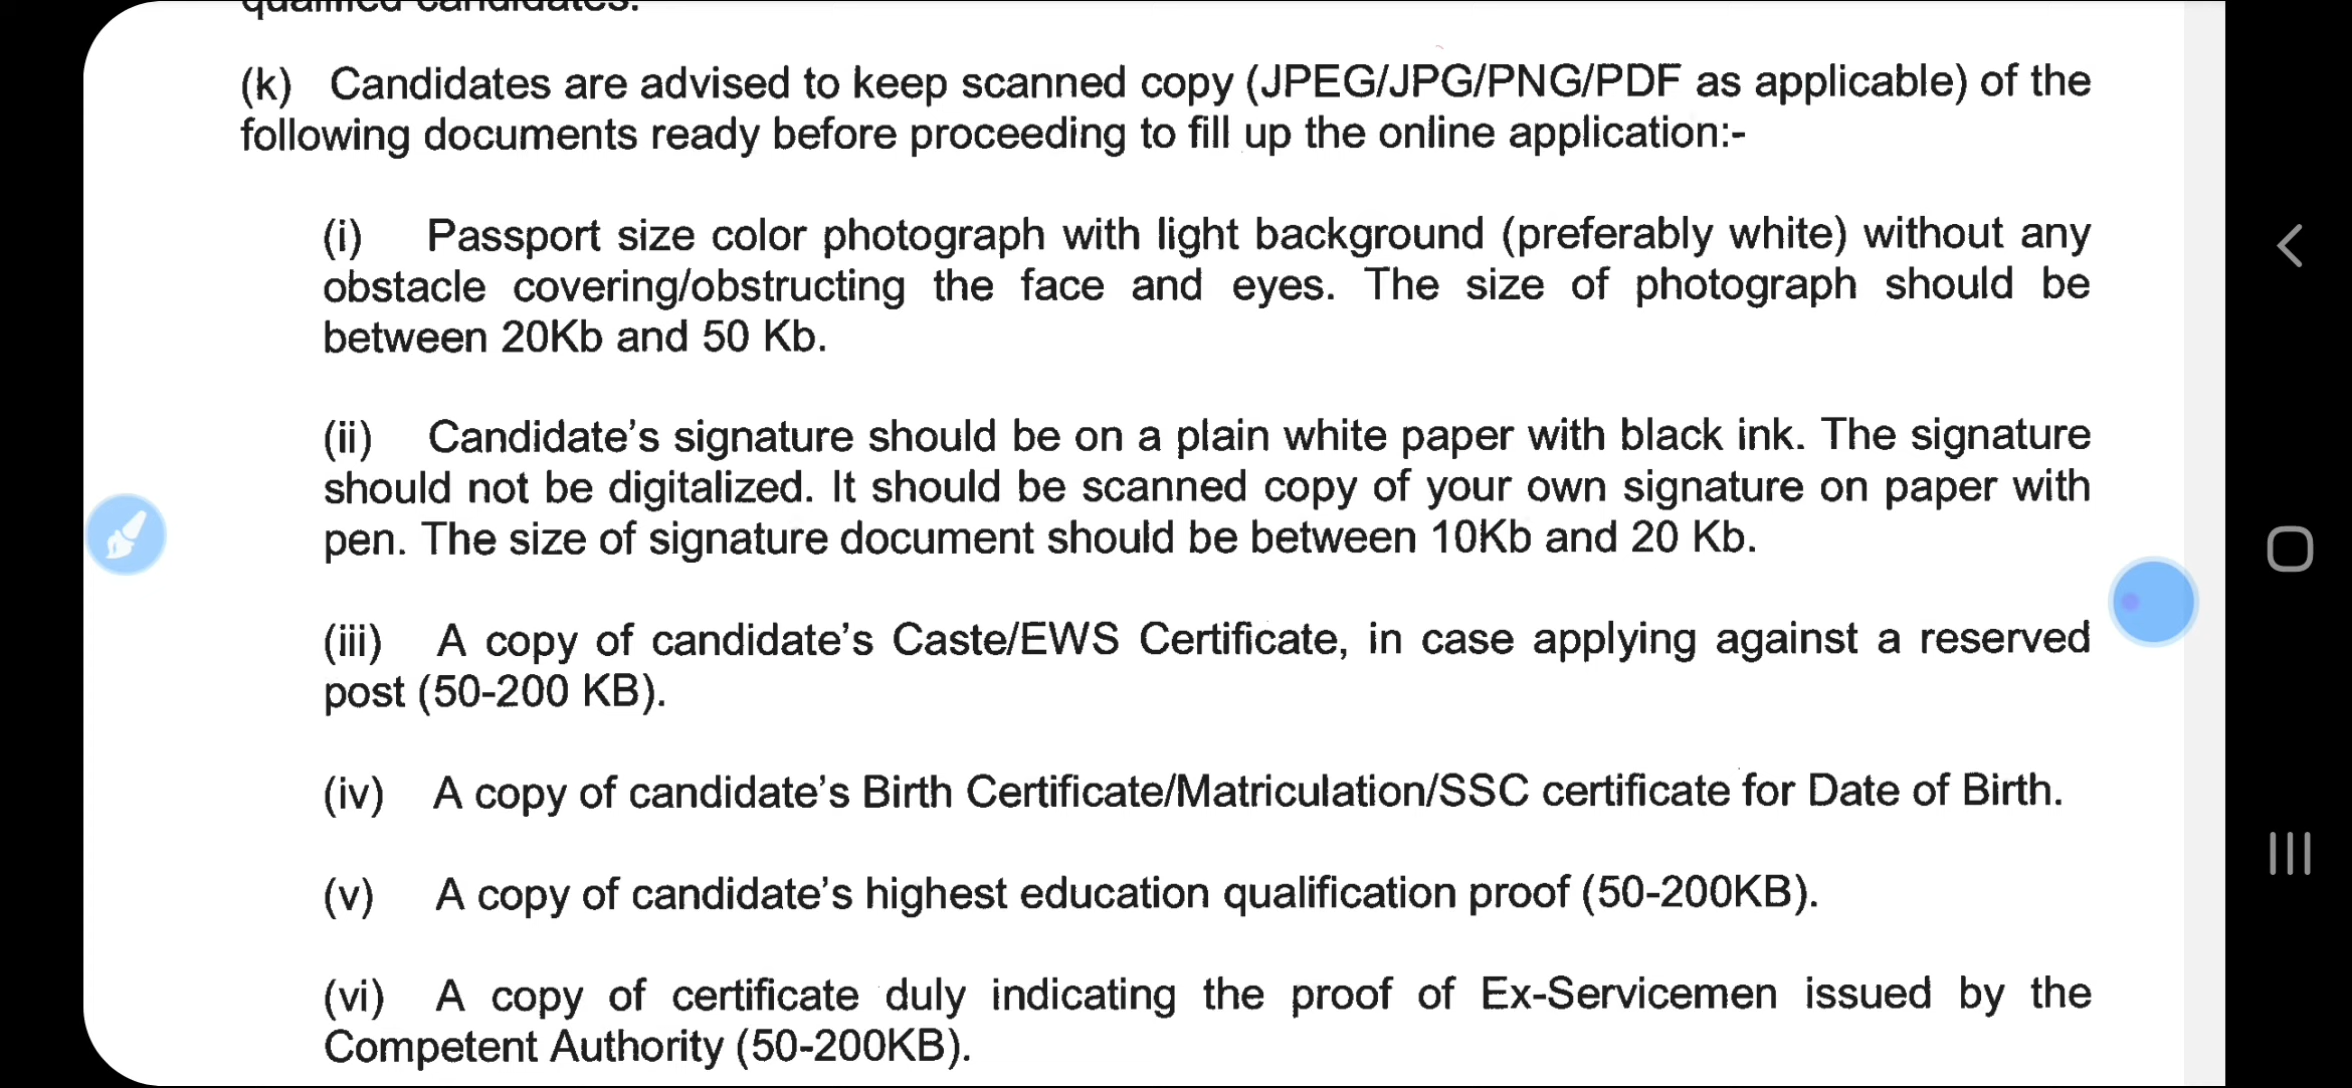 qualified candidates.
(k) Candidates are advised to keep scanned copy (JPEG/JPG/PNG/PDF as applicable) of the
following documents ready before proceeding to fill up the online application:-
(i) Passport size color photograph with light background (preferably white) without any
obstacle covering/obstructing the face and eyes. The size of photograph should be
between 20Kb and 50 Kb.
(ii) Candidate's signature should be on a plain white paper with black ink. The signature
should not be digitalized. It should be scanned copy of your own signature on paper with
pen. The size of signature document should be between 10Kb and 20 Kb.
(iii) A copy of candidate's Caste/EWS Certificate, in case applying against a reserved
post (50-200 KB).
(iv) A copy of candidate's Birth Certificate/Matriculation/SSC certificate for Date of Birth.
(v) A copy of candidate's highest education qualification proof (50-200KB).
(vi) A copy of certificate duly indicating the proof of Ex-Servicemen issued by the
Competent Authority (50-200KB).